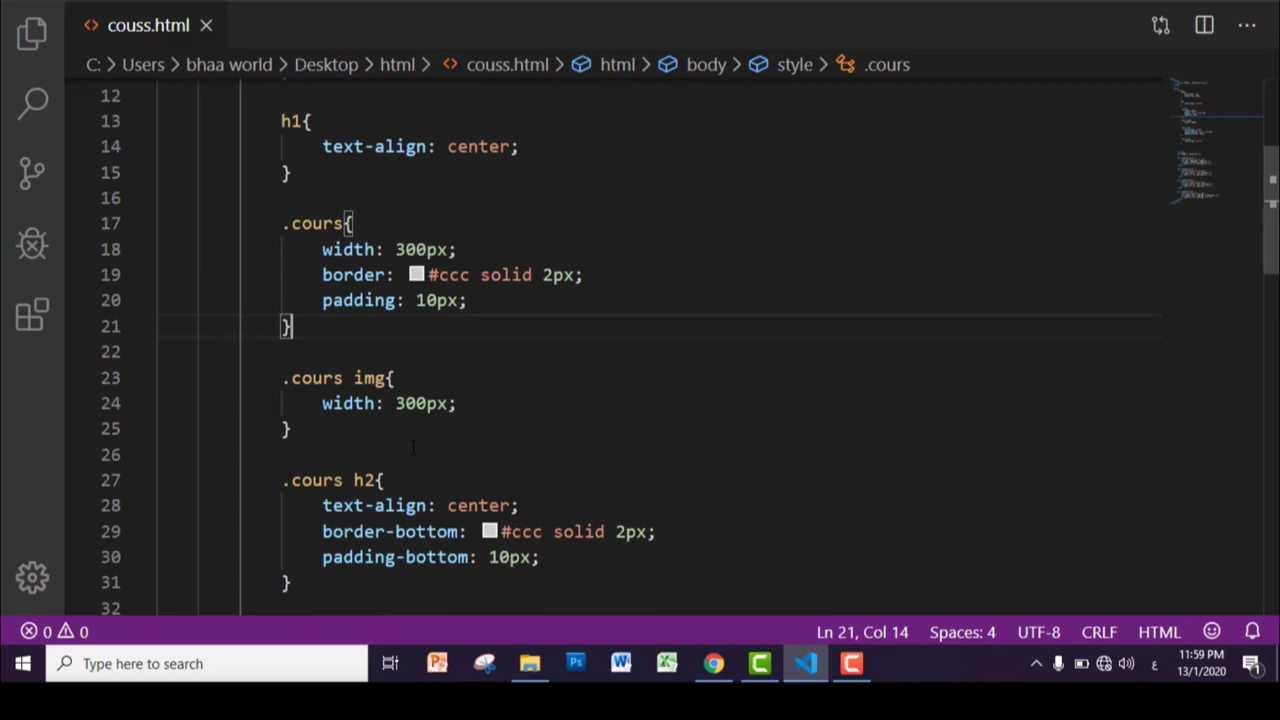 couss.html
C: > Users > bhaa world > Desktop > html > couss.html > html > body > style > .cours
12
13 h1{
14 text-align: center;
15 }
16
17 .cours{
18 width: 300px;
19 border: #ccc solid 2px;
20 padding: 10px;
21 }
22
23 .cours img{
24 width: 300px;
25 }
26
27 .cours h2{
28 text-align: center;
29 border-bottom: #ccc solid 2px;
30 padding-bottom: 10px;
31 }
32
0 0 Ln 21, Col 14 Spaces: 4 UTF-8 CRLF HTML
Type here to search
ع 11:59 PM
13/1/2020
1